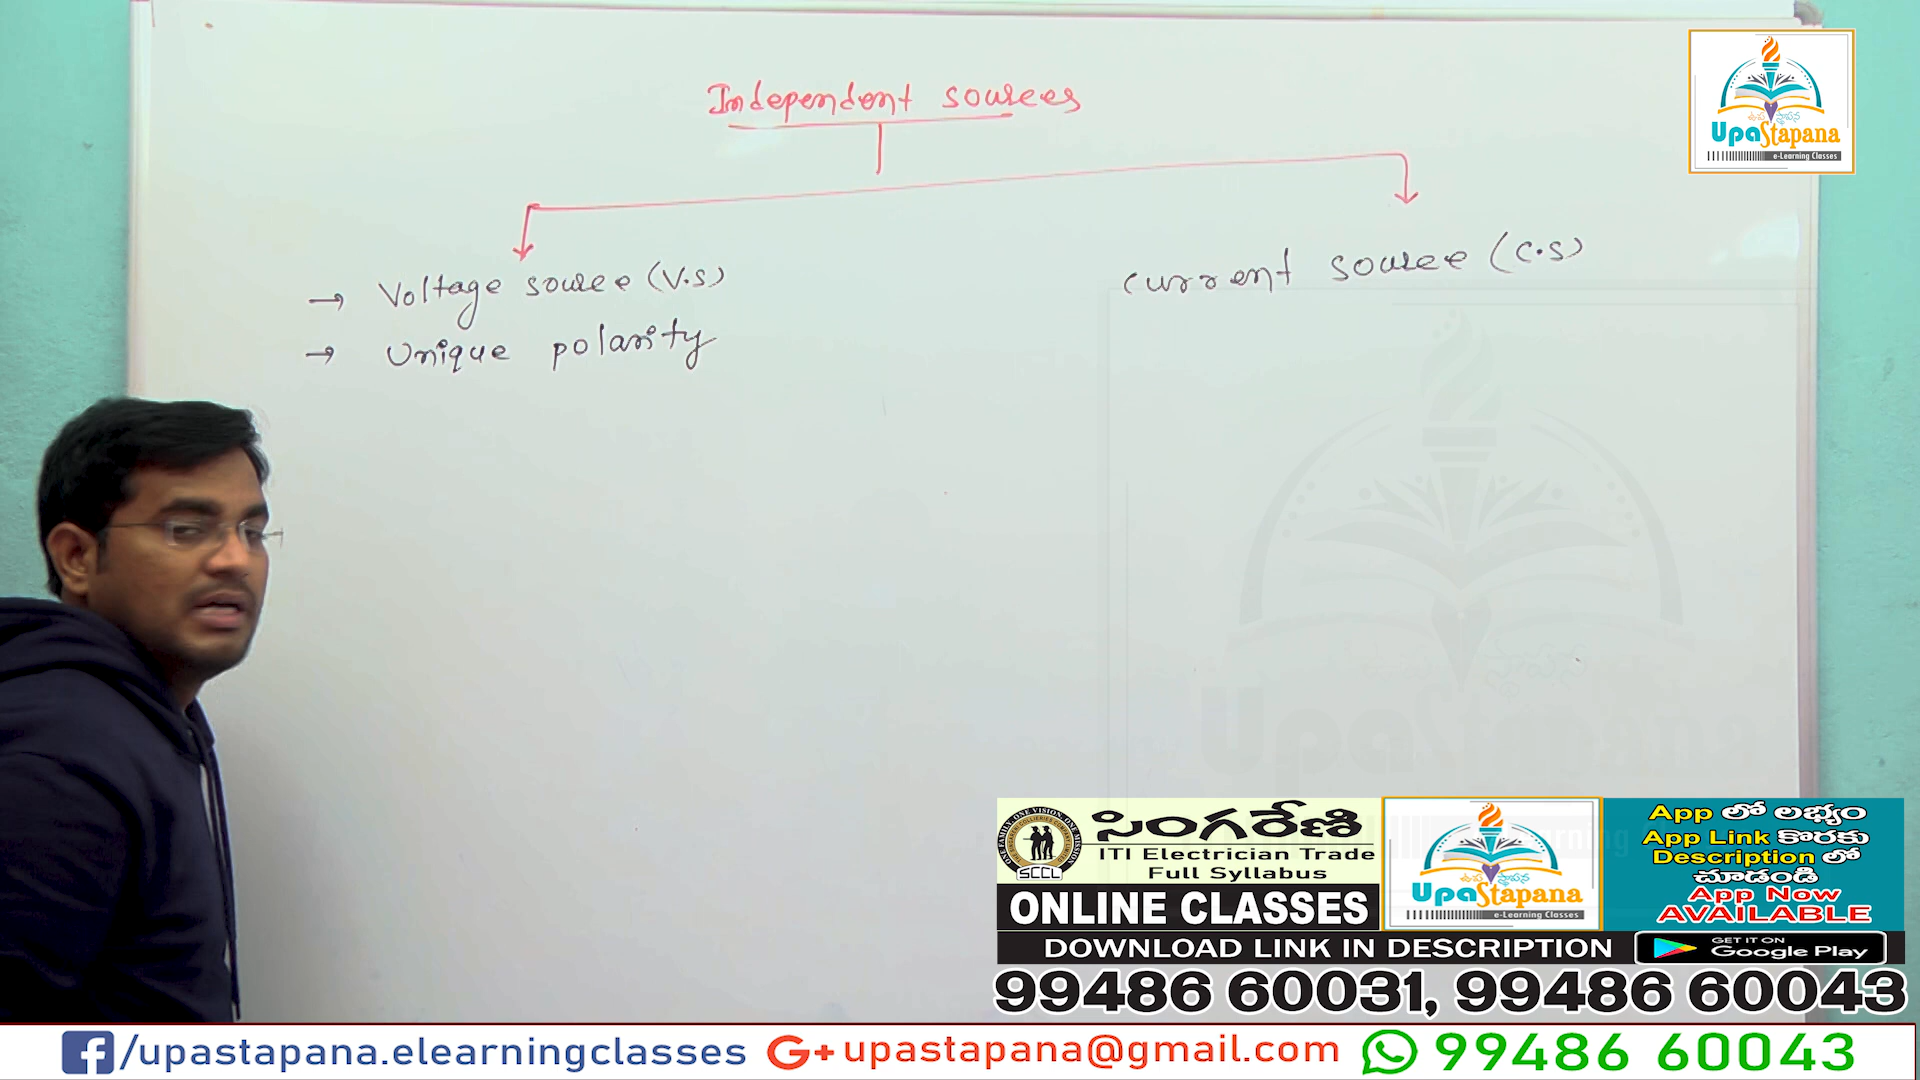 Independent sources
→ Voltage source (V.S)
→ Unique polarity
current source (C.S)
UpaStapana
e-Learning Classes
సింగరేణి
ITI Electrician Trade
Full Syllabus
SCCL
ONLINE CLASSES
UpaStapana
e-Learning Classes
App లో లభ్యం
App Link కొరకు
Description లో
చూడండి
App Now
AVAILABLE
DOWNLOAD LINK IN DESCRIPTION
GET IT ON
Google Play
99486 60031, 99486 60043
/upastapana.elearningclasses
G+ upastapana@gmail.com
99486 60043